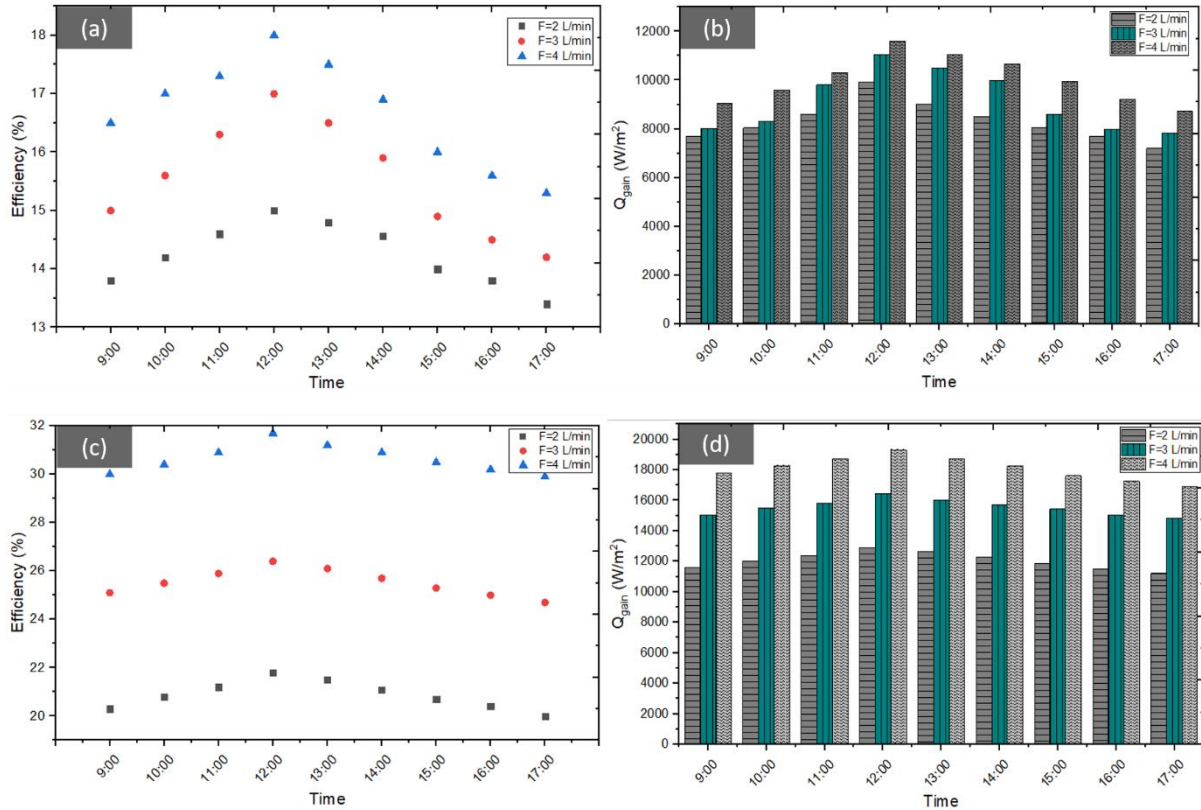 (a)
F=2 L/min
F=3 L/min
F=4 L/min
18
17
16
15
14
13
Efficiency (%)
9:00 10:00 11:00 12:00 13:00 14:00 15:00 16:00 17:00
Time
(b)
F=2 L/min
F=3 L/min
F=4 L/min
12000
10000
8000
6000
4000
2000
0
Qgain (W/m²)
9:00 10:00 11:00 12:00 13:00 14:00 15:00 16:00 17:00
Time
(c)
F=2 L/min
F=3 L/min
F=4 L/min
32
30
28
26
24
22
20
Efficiency (%)
9:00 10:00 11:00 12:00 13:00 14:00 15:00 16:00 17:00
Time
(d)
F=2 L/min
F=3 L/min
F=4 L/min
20000
18000
16000
14000
12000
10000
8000
6000
4000
2000
0
Qgain (W/m²)
9:00 10:00 11:00 12:00 13:00 14:00 15:00 16:00 17:00
Time